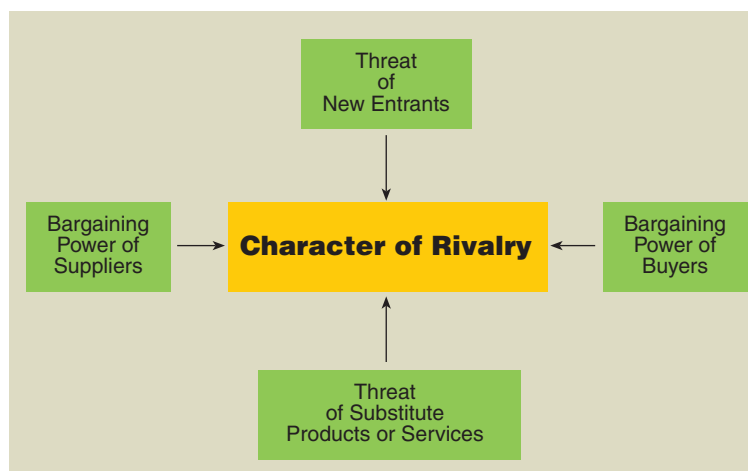 Threat
of
New Entrants
Bargaining
Power of
Suppliers
Character of Rivalry
Bargaining
Power of
Buyers
Threat
of Substitute
Products or Services